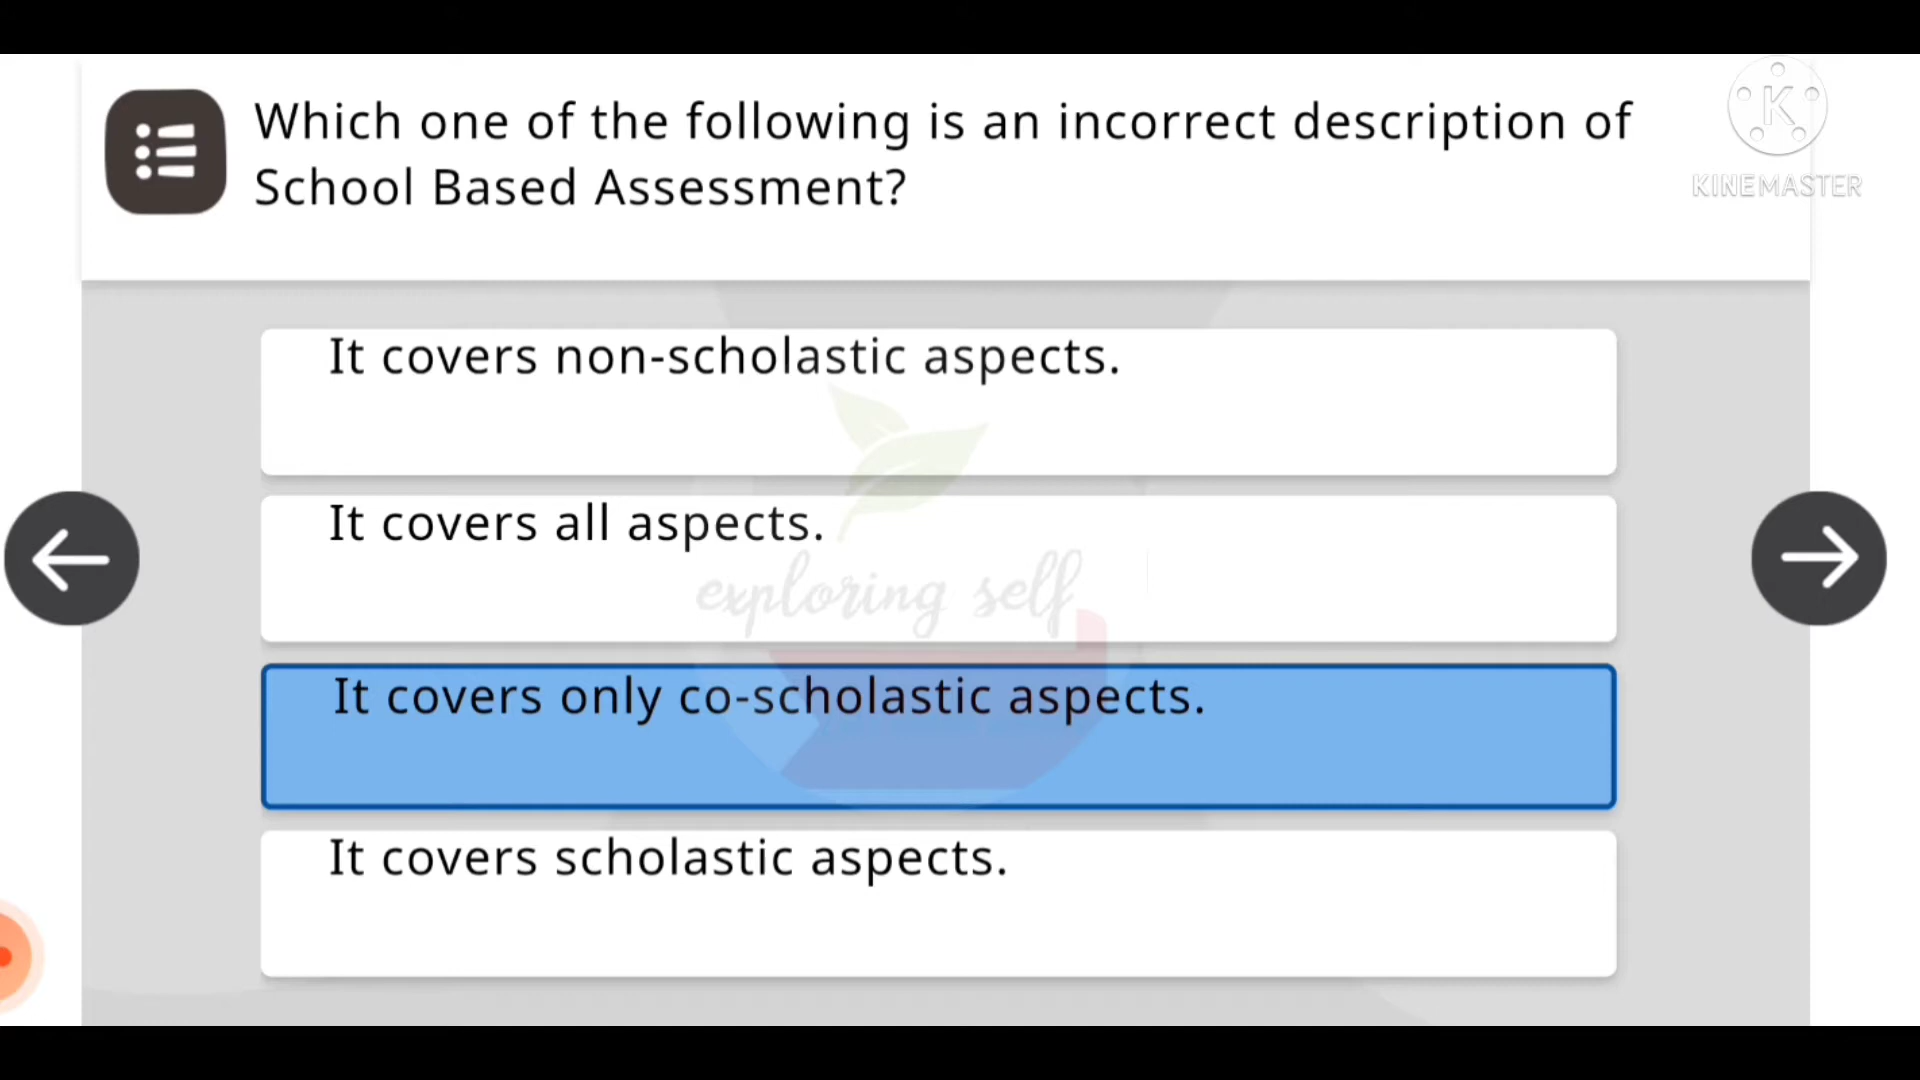 Which one of the following is an incorrect description of
School Based Assessment?
K
KINEMASTER
It covers non-scholastic aspects.
It covers all aspects.
exploring self
It covers only co-scholastic aspects.
It covers scholastic aspects.